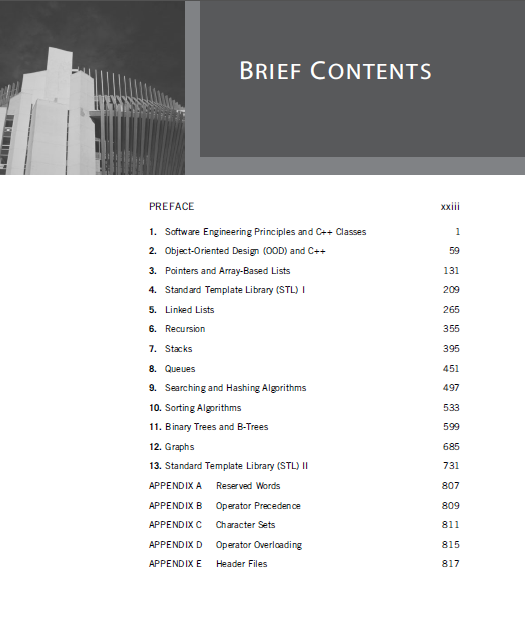 BRIEF CONTENTS
PREFACE xxiii
1. Software Engineering Principles and C++ Classes 1
2. Object-Oriented Design (OOD) and C++ 59
3. Pointers and Array-Based Lists 131
4. Standard Template Library (STL) I 209
5. Linked Lists 265
6. Recursion 355
7. Stacks 395
8. Queues 451
9. Searching and Hashing Algorithms 497
10. Sorting Algorithms 533
11. Binary Trees and B-Trees 599
12. Graphs 685
13. Standard Template Library (STL) II 731
APPENDIX A Reserved Words 807
APPENDIX B Operator Precedence 809
APPENDIX C Character Sets 811
APPENDIX D Operator Overloading 815
APPENDIX E Header Files 817